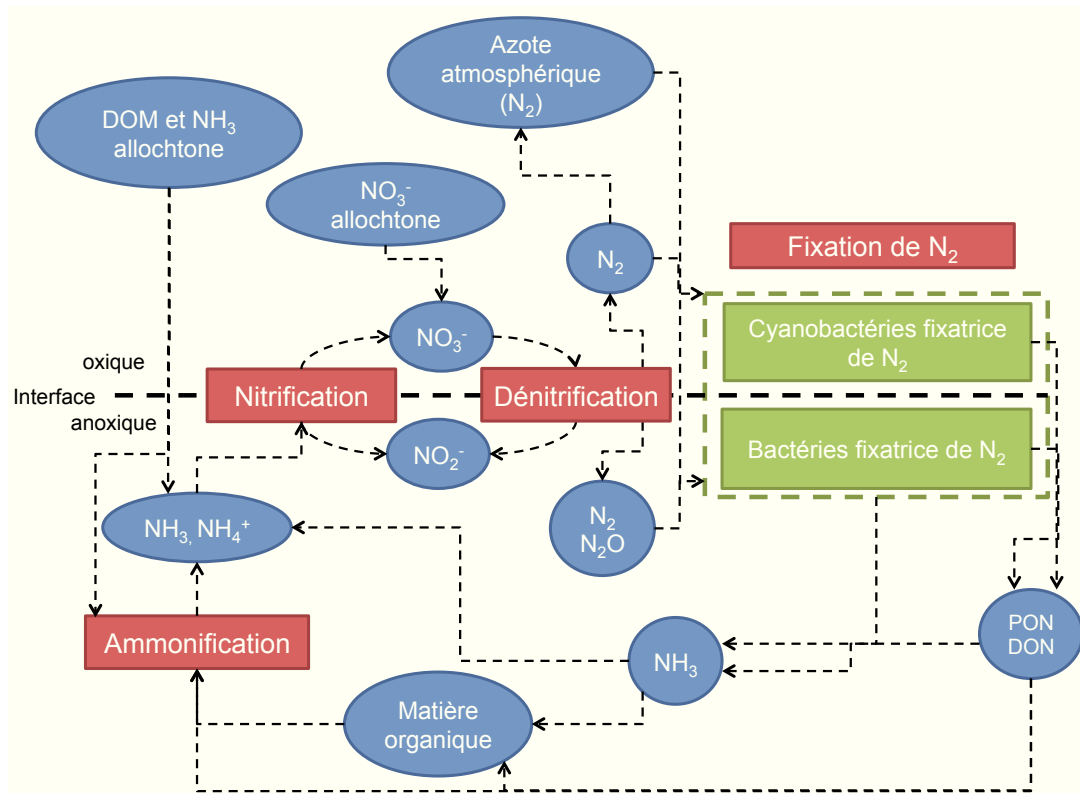 Azote
atmosphérique
(N₂)
DOM et NH₃
allochtone
NO₃⁻
allochtone
N₂
Fixation de N₂
NO₃⁻
Cyanobactéries fixatrice
de N₂
oxique
Interface
anoxique
Nitrification
Dénitrification
NO₂⁻
Bactéries fixatrice de N₂
NH₃, NH₄⁺
N₂
N₂O
Ammonification
NH₃
PON
DON
Matière
organique